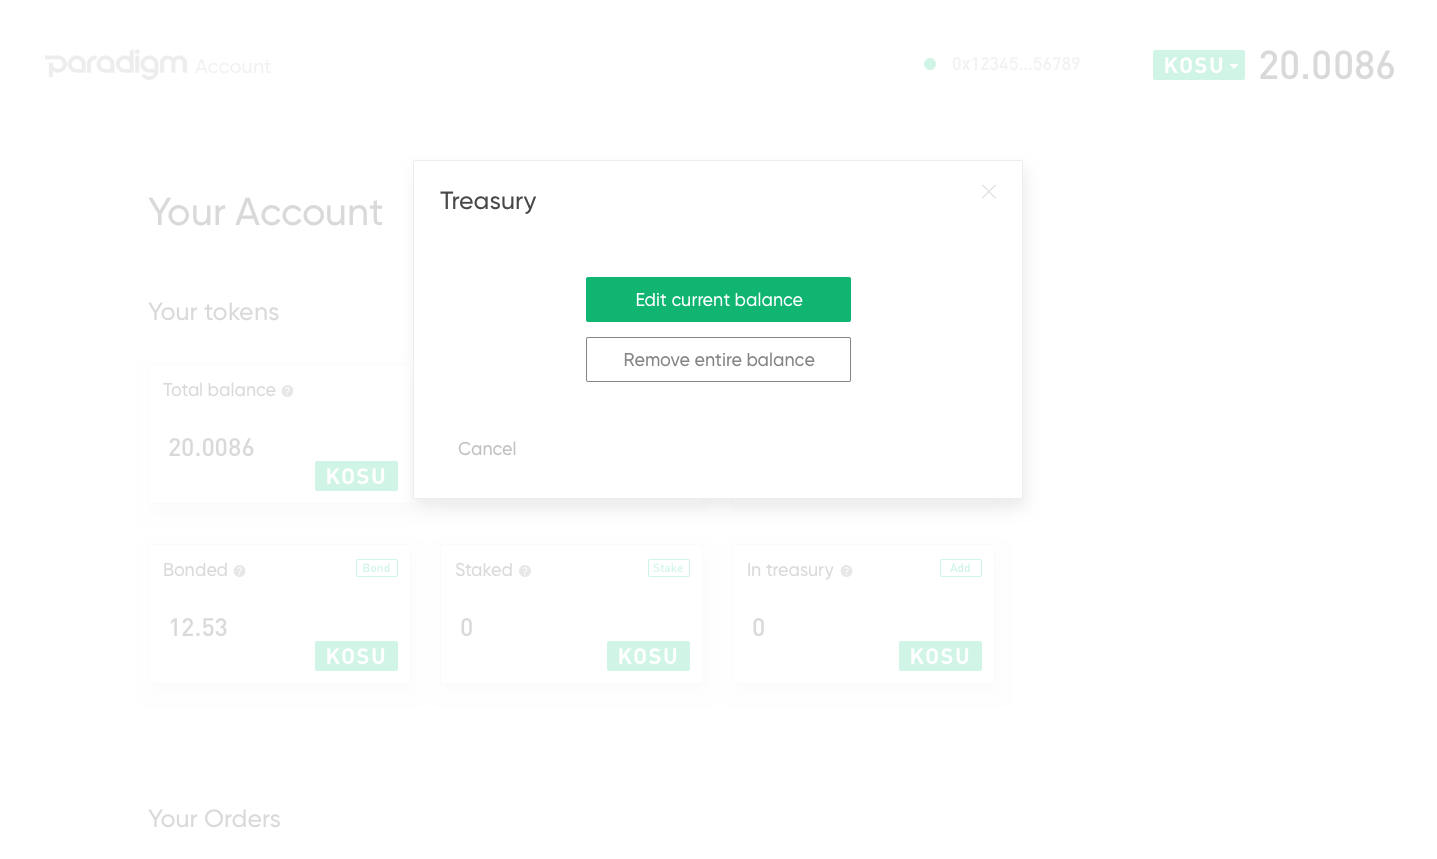 paradigm Account
0x12345...56789
KOSU 20.0086
Your Account
Treasury
Edit current balance
Remove entire balance
Cancel
Your tokens
Total balance ?
20.0086
KOSU
Bonded ? Bond
12.53
KOSU
Staked ? Stake
0
KOSU
In treasury ? Add
0
KOSU
Your Orders